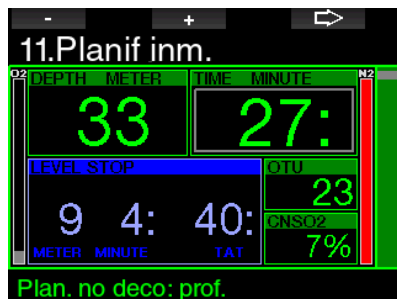 - +
11.Planif inm.
O2 DEPTH METER TIME MINUTE N2
33 27:
LEVEL STOP OTU
23
9 4: 40:
CNSO2
METER MINUTE TAT 7%
Plan. no deco: prof.